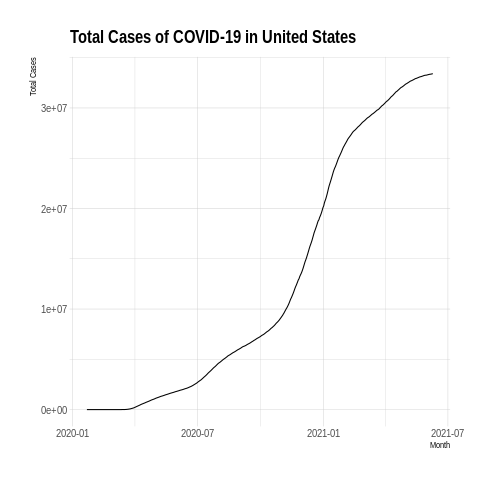 Total Cases of COVID-19 in United States
Total Cases
3e+07
2e+07
1e+07
0e+00
2020-01 2020-07 2021-01 2021-07
Month